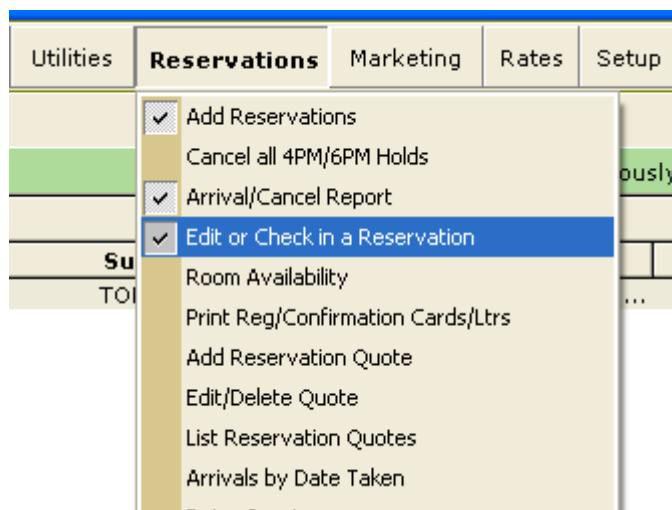 Utilities Reservations Marketing Rates Setup
Add Reservations
Cancel all 4PM/6PM Holds
Arrival/Cancel Report
Edit or Check in a Reservation
Room Availability
Print Reg/Confirmation Cards/Ltrs
Add Reservation Quote
Edit/Delete Quote
List Reservation Quotes
Arrivals by Date Taken